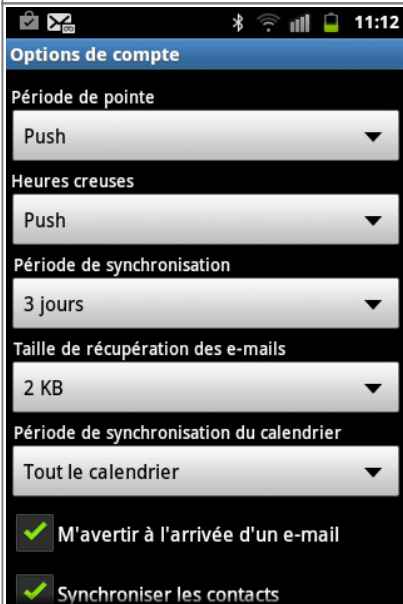 11:12
Options de compte
Période de pointe
Push
Heures creuses
Push
Période de synchronisation
3 jours
Taille de récupération des e-mails
2 KB
Période de synchronisation du calendrier
Tout le calendrier
M'avertir à l'arrivée d'un e-mail
Synchroniser les contacts